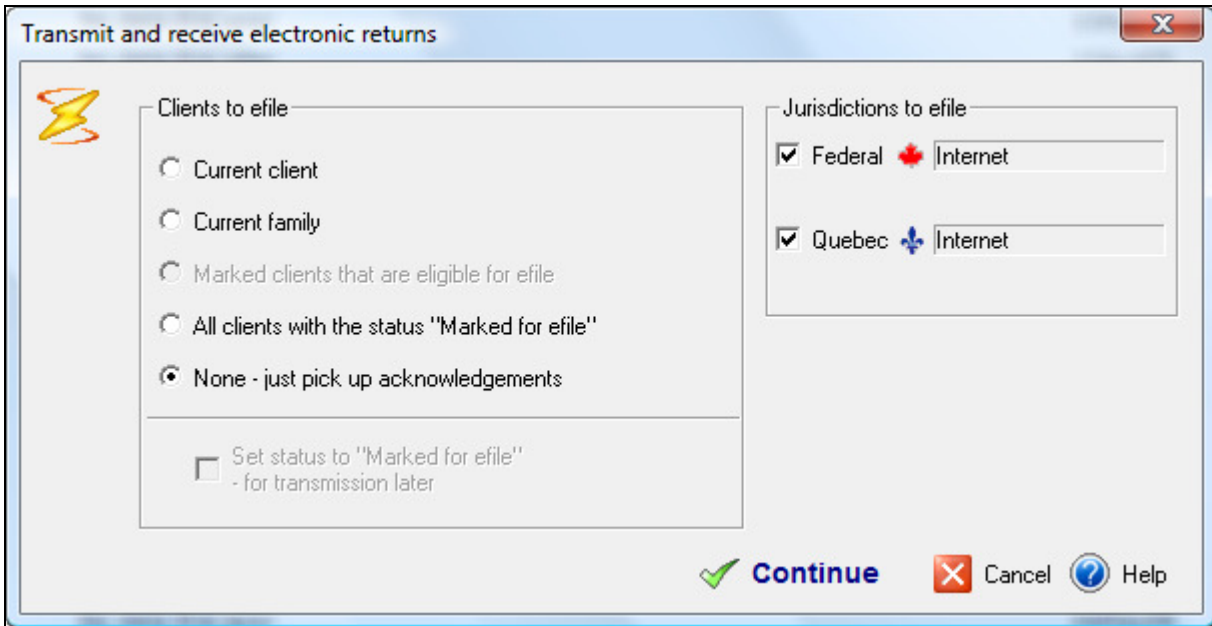 Transmit and receive electronic returns
Clients to efile
Current client
Current family
Marked clients that are eligible for efile
All clients with the status "Marked for efile"
None - just pick up acknowledgements
Set status to "Marked for efile"
- for transmission later
Jurisdictions to efile
Federal Internet
Quebec Internet
Continue Cancel Help